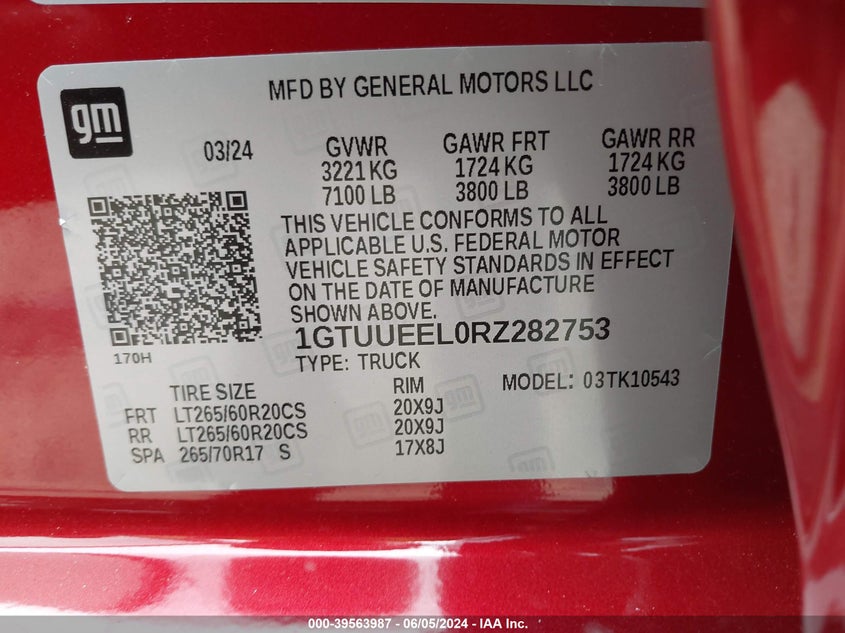 gm
MFD BY GENERAL MOTORS LLC
03/24 GVWR GAWR FRT GAWR RR
3221 KG 1724 KG 1724 KG
7100 LB 3800 LB 3800 LB
THIS VEHICLE CONFORMS TO ALL
APPLICABLE U.S. FEDERAL MOTOR
VEHICLE SAFETY STANDARDS IN EFFECT
ON THE DATE OF MANUFACTURE
SHOWN ABOVE.
170H
1GTUUEEL0RZ282753
TYPE: TRUCK
TIRE SIZE RIM MODEL: 03TK10543
FRT LT265/60R20CS 20X9J
RR LT265/60R20CS 20X9J
SPA 265/70R17 S 17X8J
000-39563987 - 06/05/2024 - IAA Inc.